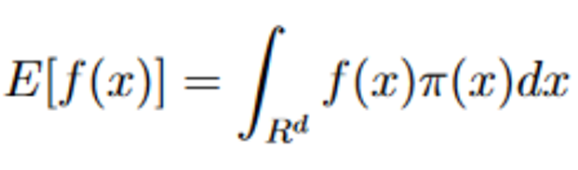 E[f(x)] = ∫_{R^d} f(x)π(x)dx